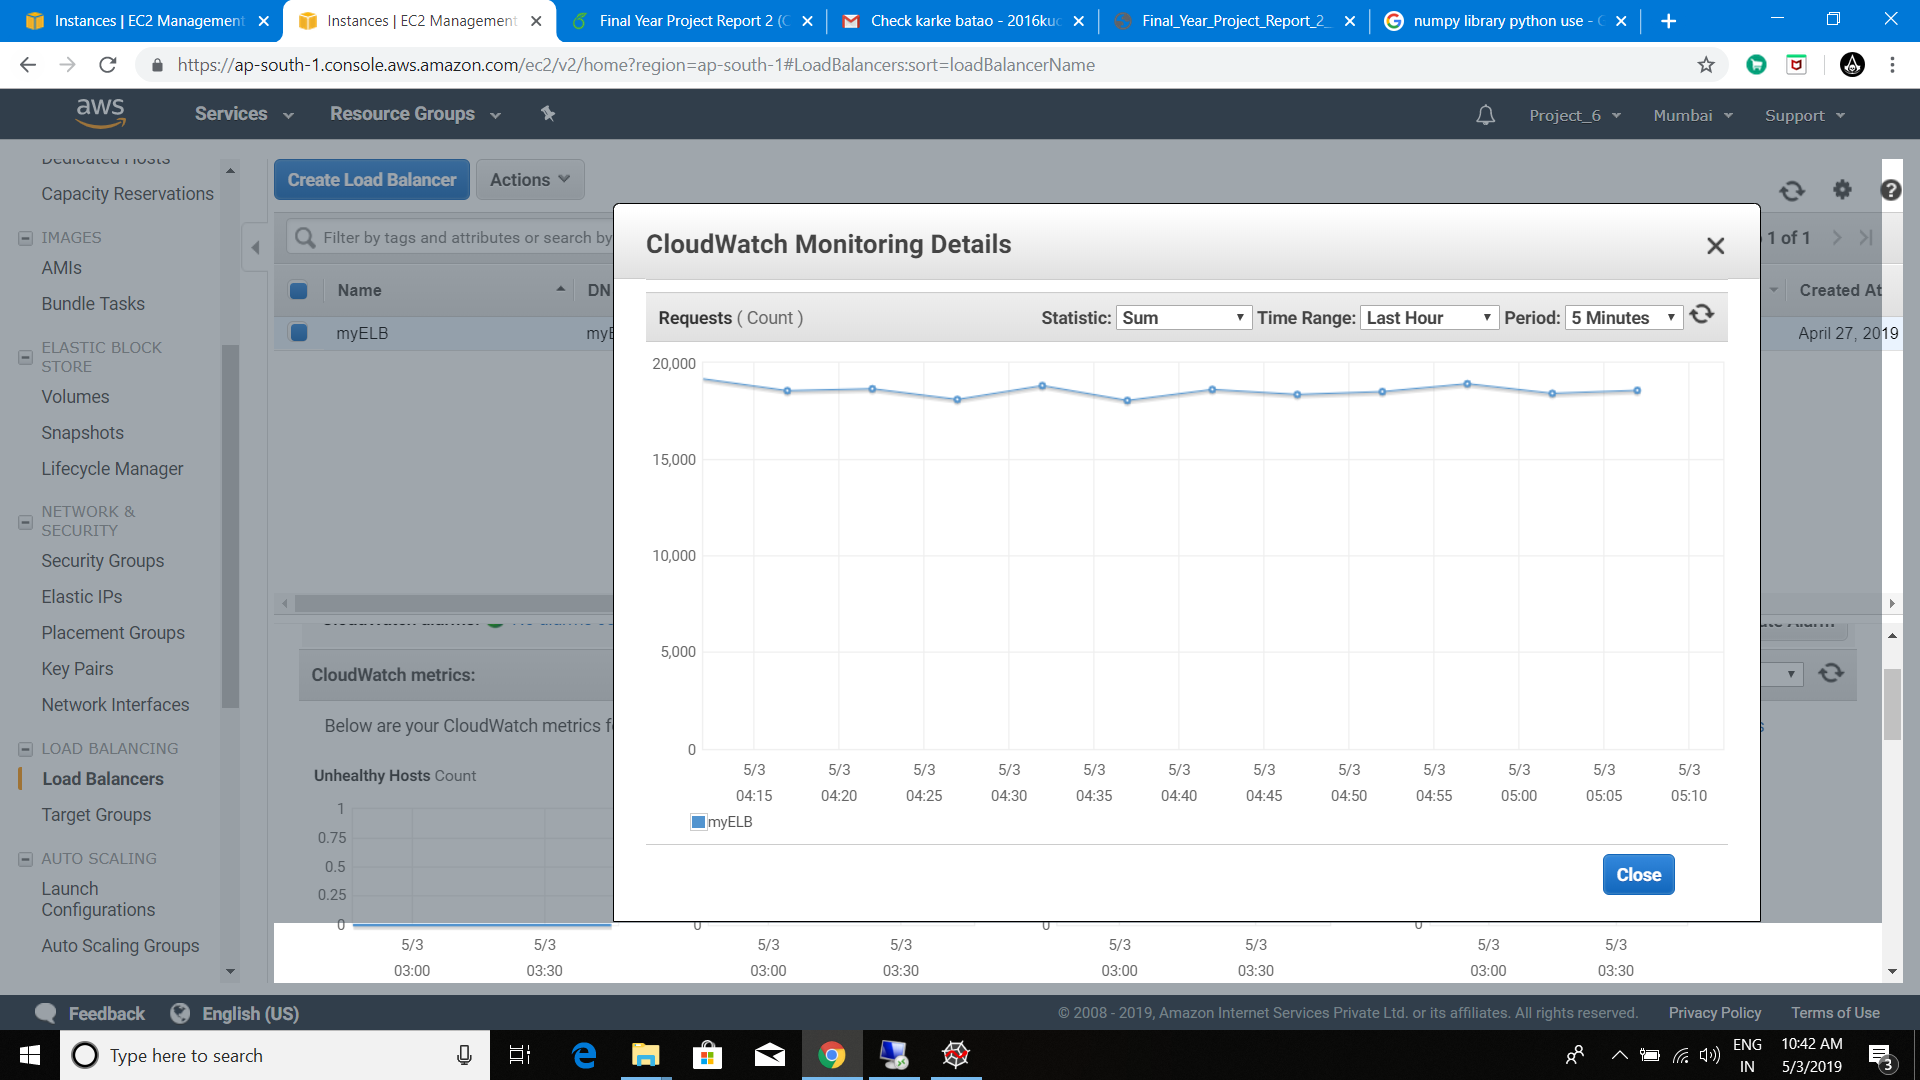 Instances | EC2 Management
Instances | EC2 Management
Final Year Project Report 2 (
Check karke batao - 2016kuc
Final_Year_Project_Report_2_
numpy library python use -
https://ap-south-1.console.aws.amazon.com/ec2/v2/home?region=ap-south-1#LoadBalancers:sort=loadBalancerName
aws
Services
Resource Groups
Project_6
Mumbai
Support
Dedicated Hosts
Capacity Reservations
IMAGES
AMIs
Bundle Tasks
ELASTIC BLOCK
STORE
Volumes
Snapshots
Lifecycle Manager
NETWORK &
SECURITY
Security Groups
Elastic IPs
Placement Groups
Key Pairs
Network Interfaces
LOAD BALANCING
Load Balancers
Target Groups
AUTO SCALING
Launch
Configurations
Auto Scaling Groups
Create Load Balancer
Actions
Filter by tags and attributes or search by
1 of 1
Name
DN
Created At
myELB
myE
April 27, 2019
CloudWatch metrics:
Below are your CloudWatch metrics f
Unhealthy Hosts Count
1
0.75
0.5
0.25
0
5/3 5/3
03:00 03:30
CloudWatch Monitoring Details
Requests ( Count )
Statistic: Sum Time Range: Last Hour Period: 5 Minutes
20,000
15,000
10,000
5,000
0
5/3 5/3 5/3 5/3 5/3 5/3 5/3 5/3 5/3 5/3 5/3 5/3
04:15 04:20 04:25 04:30 04:35 04:40 04:45 04:50 04:55 05:00 05:05 05:10
myELB
Close
0 0 0
5/3 5/3 5/3 5/3 5/3 5/3
03:00 03:30 03:00 03:30 03:00 03:30
Feedback
English (US)
© 2008 - 2019, Amazon Internet Services Private Ltd. or its affiliates. All rights reserved.
Privacy Policy
Terms of Use
Type here to search
ENG
IN
10:42 AM
5/3/2019
3